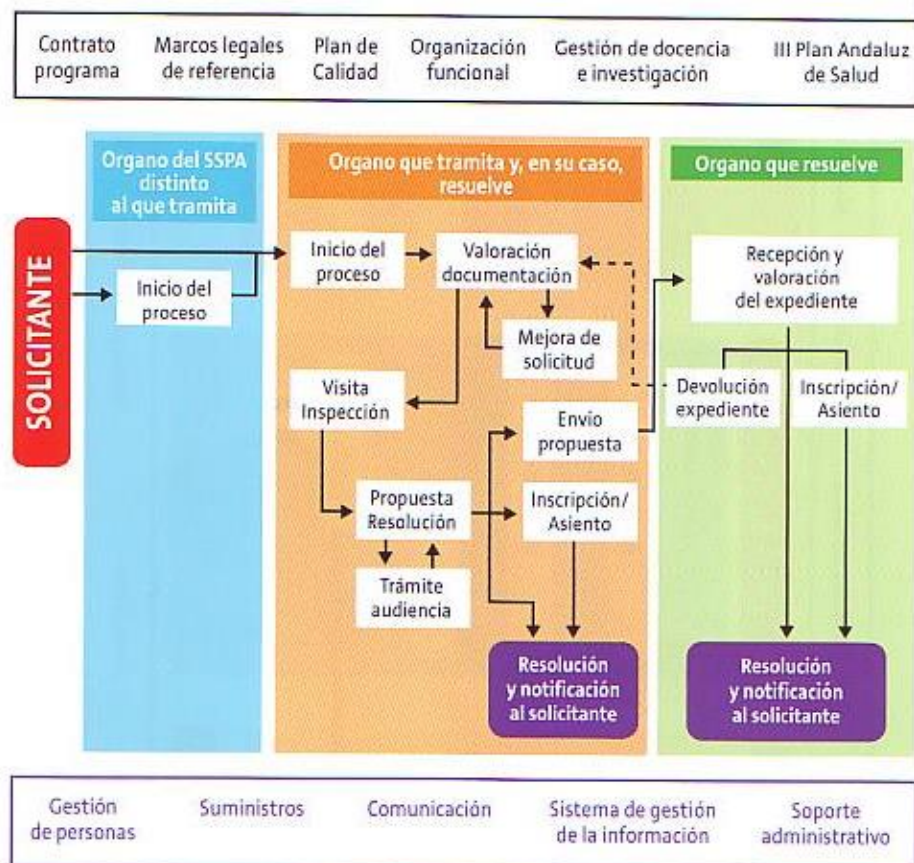 Contrato
programa
Marcos legales
de referencia
Plan de
Calidad
Organización
funcional
Gestión de docencia
e investigación
III Plan Andaluz
de Salud
SOLICITANTE
Organo del SSPA
distinto
al que tramita
Inicio del
proceso
Organo que tramita y, en su caso,
resuelve
Inicio del
proceso
Valoración
documentación
Mejora de
solicitud
Visita
Inspección
Envío
propuesta
Propuesta
Resolución
Inscripción/
Asiento
Trámite
audiencia
Resolución
y notificación
al solicitante
Organo que resuelve
Recepción y
valoración
del expediente
Devolución
expediente
Inscripción/
Asiento
Resolución
y notificación
al solicitante
Gestión
de personas
Suministros
Comunicación
Sistema de gestión
de la información
Soporte
administrativo